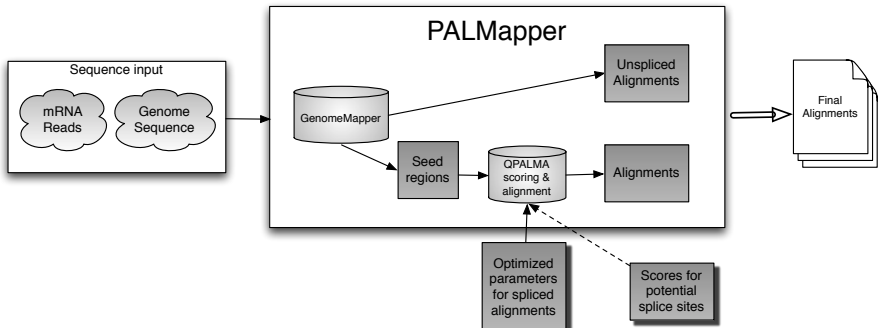 PALMapper
Sequence input
mRNA
Reads
Genome
Sequence
GenomeMapper
Unspliced
Alignments
Seed
regions
QPALMA
scoring &
alignment
Alignments
Final
Alignments
Optimized
parameters
for spliced
alignments
Scores for
potential
splice sites